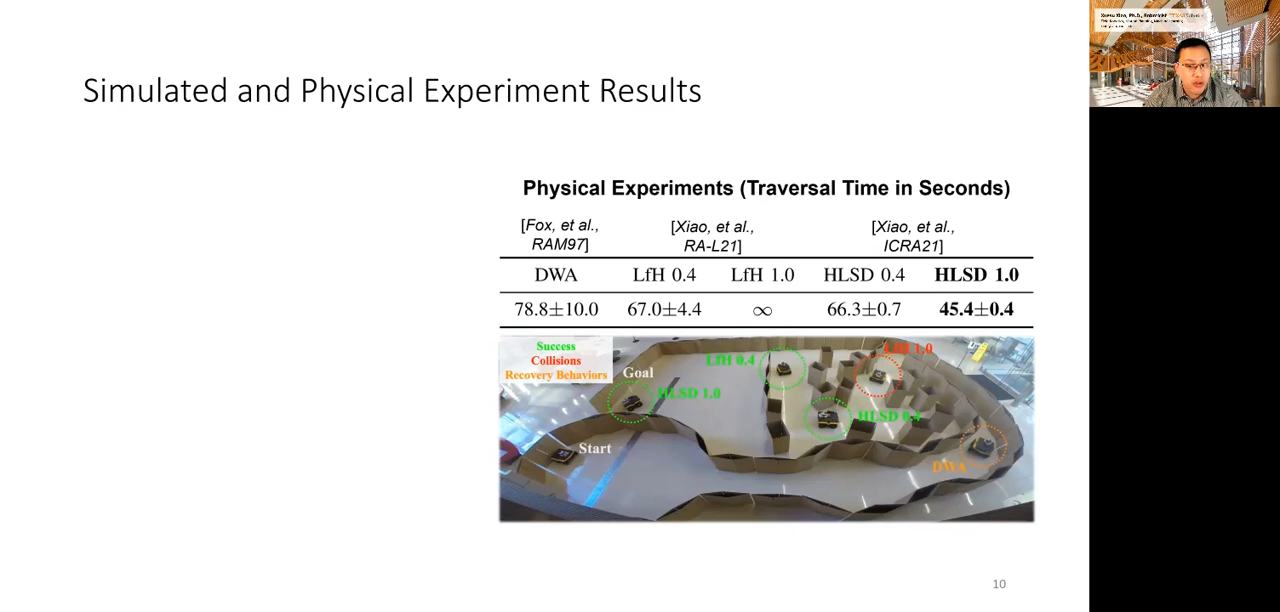 Simulated and Physical Experiment Results
Physical Experiments (Traversal Time in Seconds)
[Fox, et al., RAM97]
[Xiao, et al., RA-L21]
[Xiao, et al., ICRA21]
DWA LfH 0.4 LfH 1.0 HLSD 0.4 HLSD 1.0
78.8±10.0 67.0±4.4 ∞ 66.3±0.7 45.4±0.4
Success
Collisions
Recovery Behaviors
Goal
HLSD 1.0
LfH 0.4
LfH 1.0
HLSD 0.4
Start
DWA
10
Xuesu Xiao, Ph.D.,